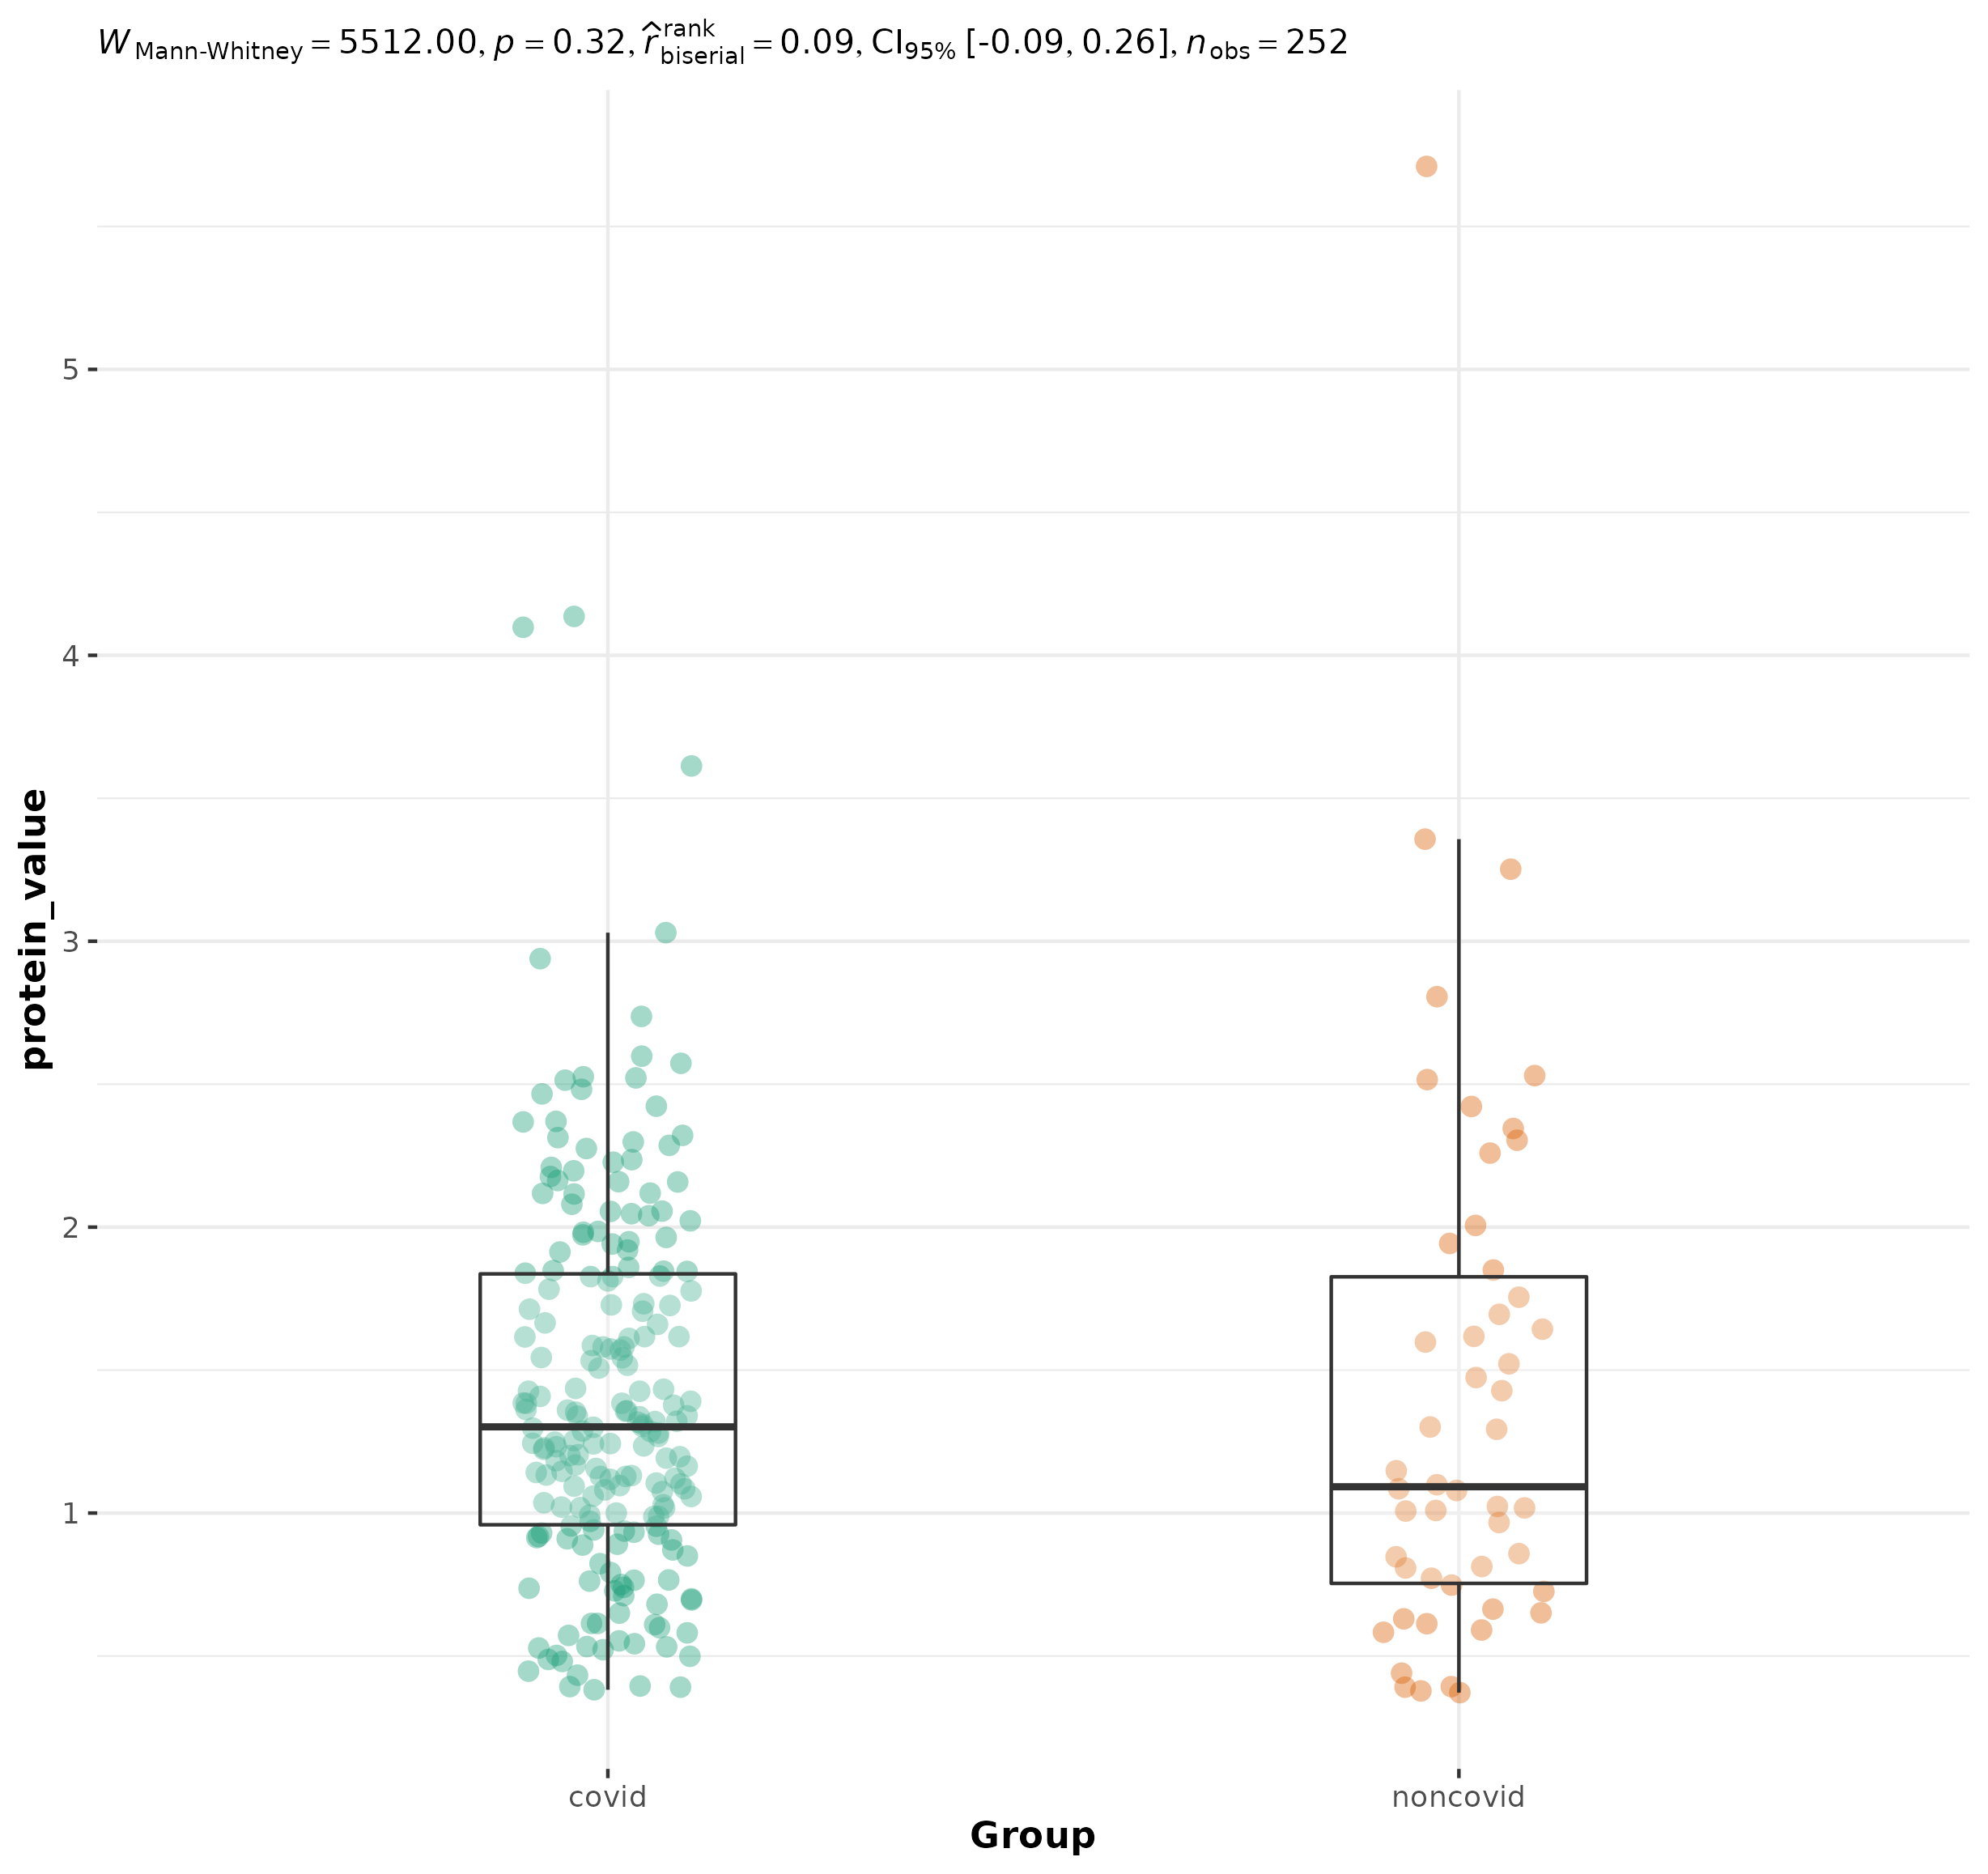 W Mann-Whitney = 5512.00, p = 0.32, r̂ rank biserial = 0.09, CI95% [-0.09, 0.26], nobs = 252
protein_value
5
4
3
2
1
covid noncovid
Group